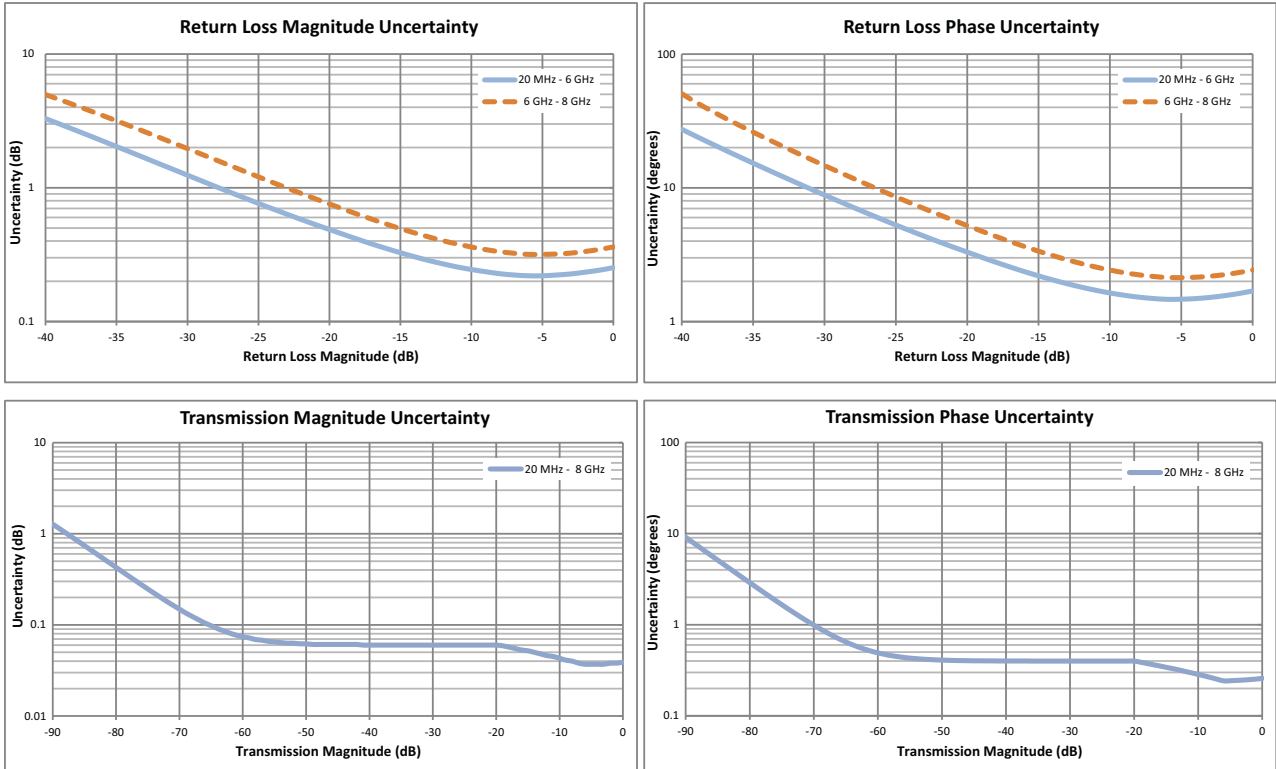 Return Loss Magnitude Uncertainty
10
1
0.1
Uncertainty (dB)
20 MHz - 6 GHz
6 GHz - 8 GHz
-40 -35 -30 -25 -20 -15 -10 -5 0
Return Loss Magnitude (dB)
Return Loss Phase Uncertainty
100
10
1
Uncertainty (degrees)
20 MHz - 6 GHz
6 GHz - 8 GHz
-40 -35 -30 -25 -20 -15 -10 -5 0
Return Loss Magnitude (dB)
Transmission Magnitude Uncertainty
10
1
0.1
0.01
Uncertainty (dB)
20 MHz - 8 GHz
-90 -80 -70 -60 -50 -40 -30 -20 -10 0
Transmission Magnitude (dB)
Transmission Phase Uncertainty
100
10
1
0.1
Uncertainty (degrees)
20 MHz - 8 GHz
-90 -80 -70 -60 -50 -40 -30 -20 -10 0
Transmission Magnitude (dB)